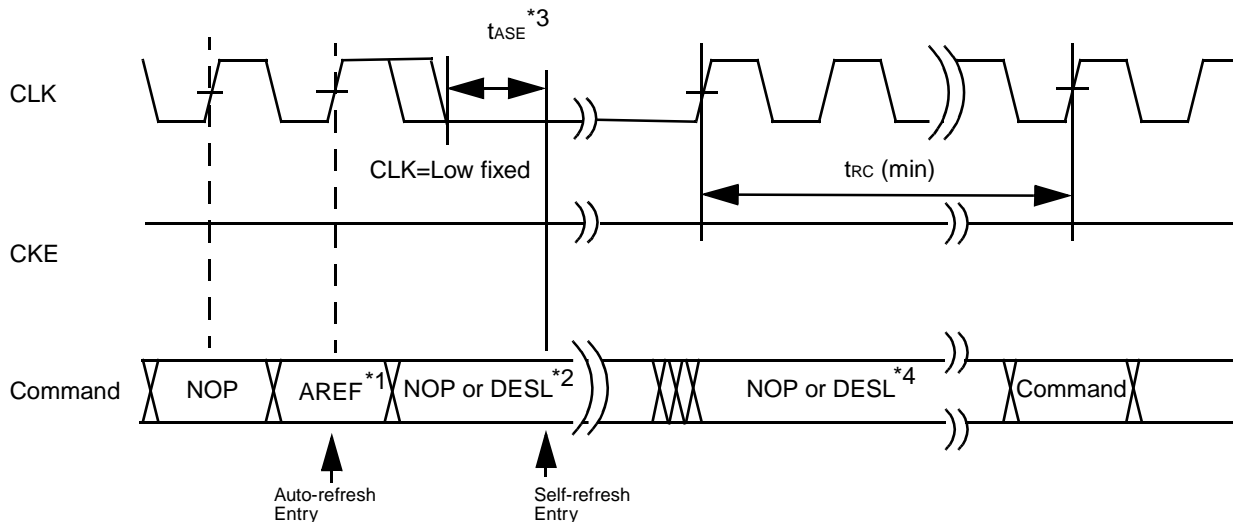 tASE*3
CLK
CLK=Low fixed
tRC (min)
CKE
Command
NOP
AREF*1
NOP or DESL*2
NOP or DESL*4
Command
Auto-refresh
Entry
Self-refresh
Entry